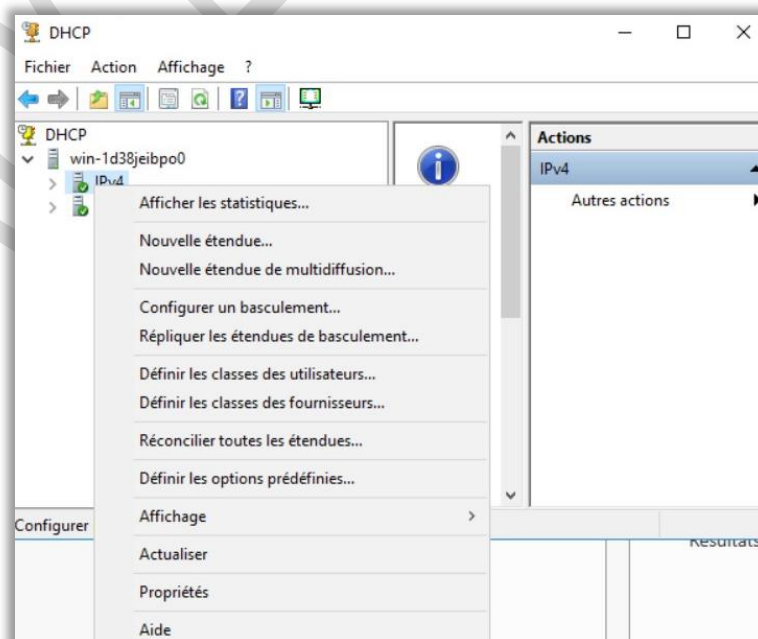 DHCP
Fichier Action Affichage ?
DHCP
win-1d38jeibpo0
IPv4
Actions
IPv4
Autres actions
Afficher les statistiques...
Nouvelle étendue...
Nouvelle étendue de multidiffusion...
Configurer un basculement...
Répliquer les étendues de basculement...
Définir les classes des utilisateurs...
Définir les classes des fournisseurs...
Réconcilier toutes les étendues...
Définir les options prédéfinies...
Affichage
Actualiser
Propriétés
Aide
Configurer
Résultats